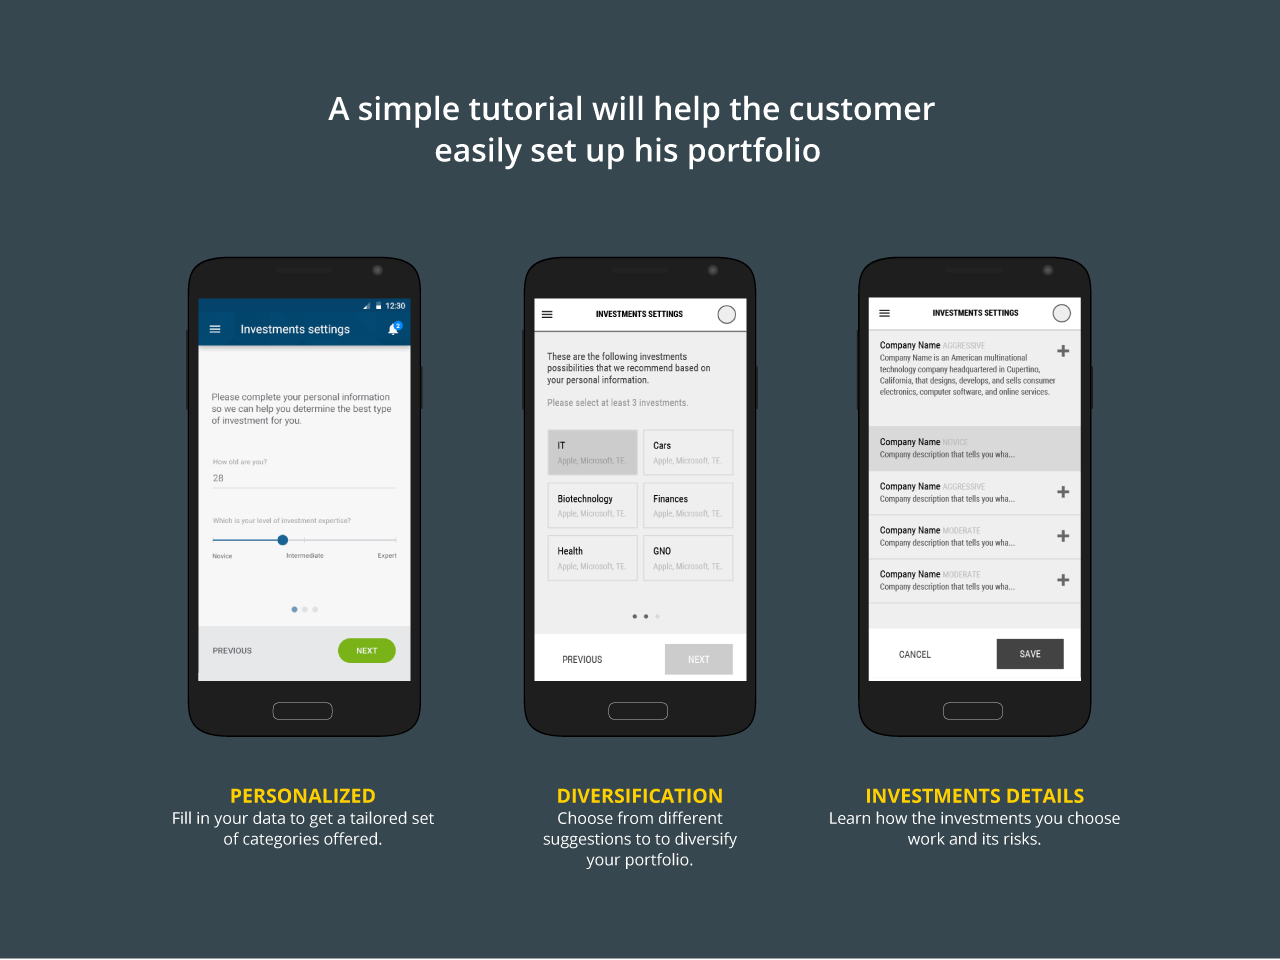 A simple tutorial will help the customer
easily set up his portfolio
12:30
Investments settings
2
Please complete your personal information
so we can help you determine the best type
of investment for you.
How old are you?
28
Which is your level of investment expertise?
Novice
Intermediate
Expert
PREVIOUS
NEXT
INVESTMENTS SETTINGS
These are the following investments
possibilities that we recommend based on
your personal information.
Please select at least 3 investments.
IT
Apple, Microsoft, TE.
Cars
Apple, Microsoft, TE.
Biotechnology
Apple, Microsoft, TE.
Finances
Apple, Microsoft, TE.
Health
Apple, Microsoft, TE.
GNO
Apple, Microsoft, TE.
PREVIOUS
NEXT
INVESTMENTS SETTINGS
Company Name AGGRESSIVE
Company Name is an American multinational
technology company headquartered in Cupertino,
California, that designs, develops, and sells consumer
electronics, computer software, and online services.
Company Name NOVICE
Company description that tells you wha...
Company Name AGGRESSIVE
Company description that tells you wha...
Company Name MODERATE
Company description that tells you wha...
Company Name MODERATE
Company description that tells you wha...
CANCEL
SAVE
PERSONALIZED
Fill in your data to get a tailored set
of categories offered.
DIVERSIFICATION
Choose from different
suggestions to to diversify
your portfolio.
INVESTMENTS DETAILS
Learn how the investments you choose
work and its risks.